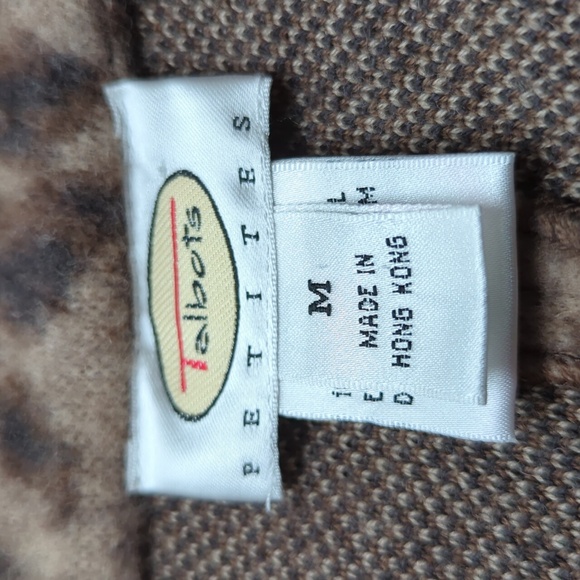 Talbots
PETITES
M
MADE IN
HONG KONG